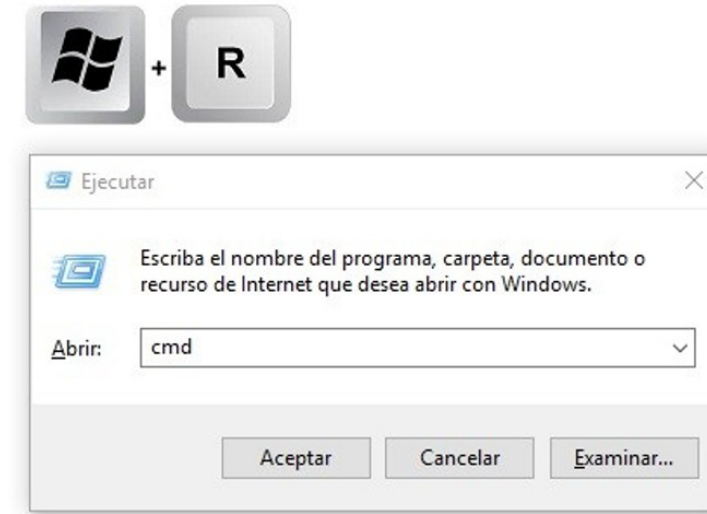 + R
Ejecutar
Escriba el nombre del programa, carpeta, documento o
recurso de Internet que desea abrir con Windows.
Abrir: cmd
Aceptar Cancelar Examinar...